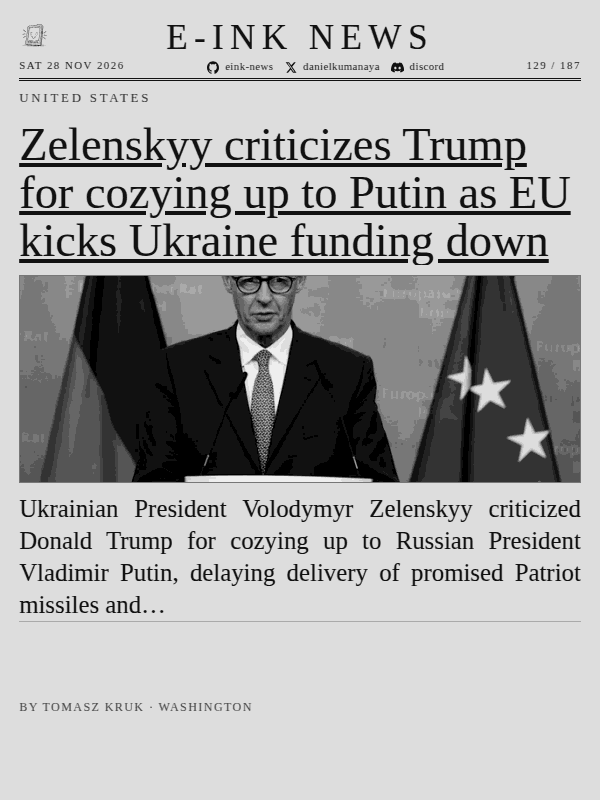 E-INK NEWS
SAT 28 NOV 2026
eink-news danielkumanaya discord
129 / 187
UNITED STATES
Zelenskyy criticizes Trump
for cozying up to Putin as EU
kicks Ukraine funding down
Ukrainian President Volodymyr Zelenskyy criticized
Donald Trump for cozying up to Russian President
Vladimir Putin, delaying delivery of promised Patriot
missiles and…
BY TOMASZ KRUK · WASHINGTON